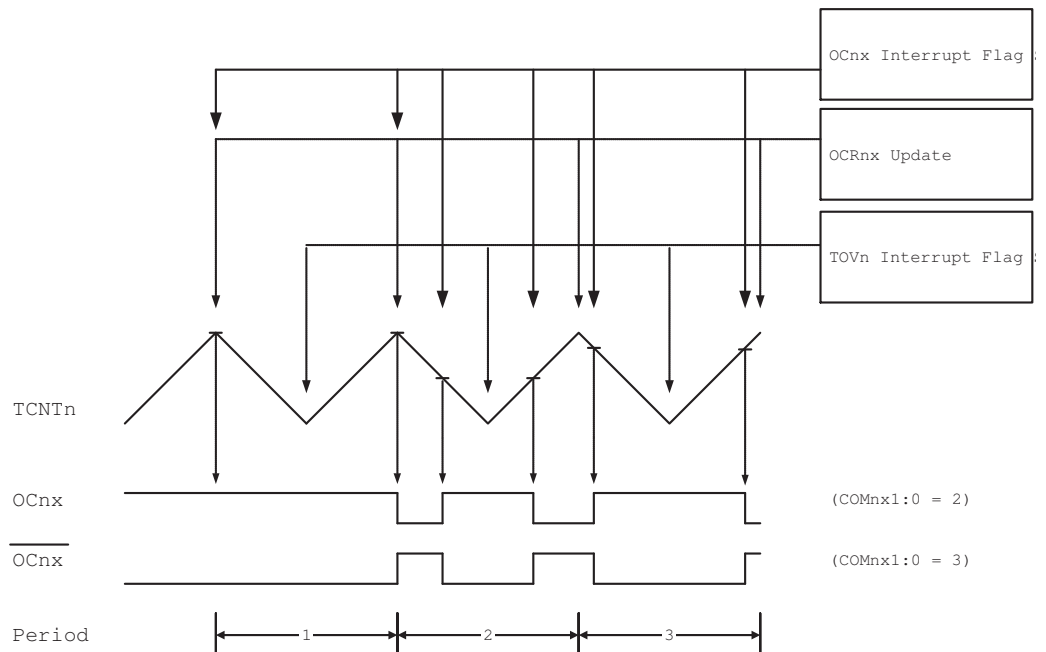 OCnx Interrupt Flag
OCRnx Update
TOVn Interrupt Flag
TCNTn
OCnx
(COMnx1:0 = 2)
OCnx
(COMnx1:0 = 3)
Period
1
2
3